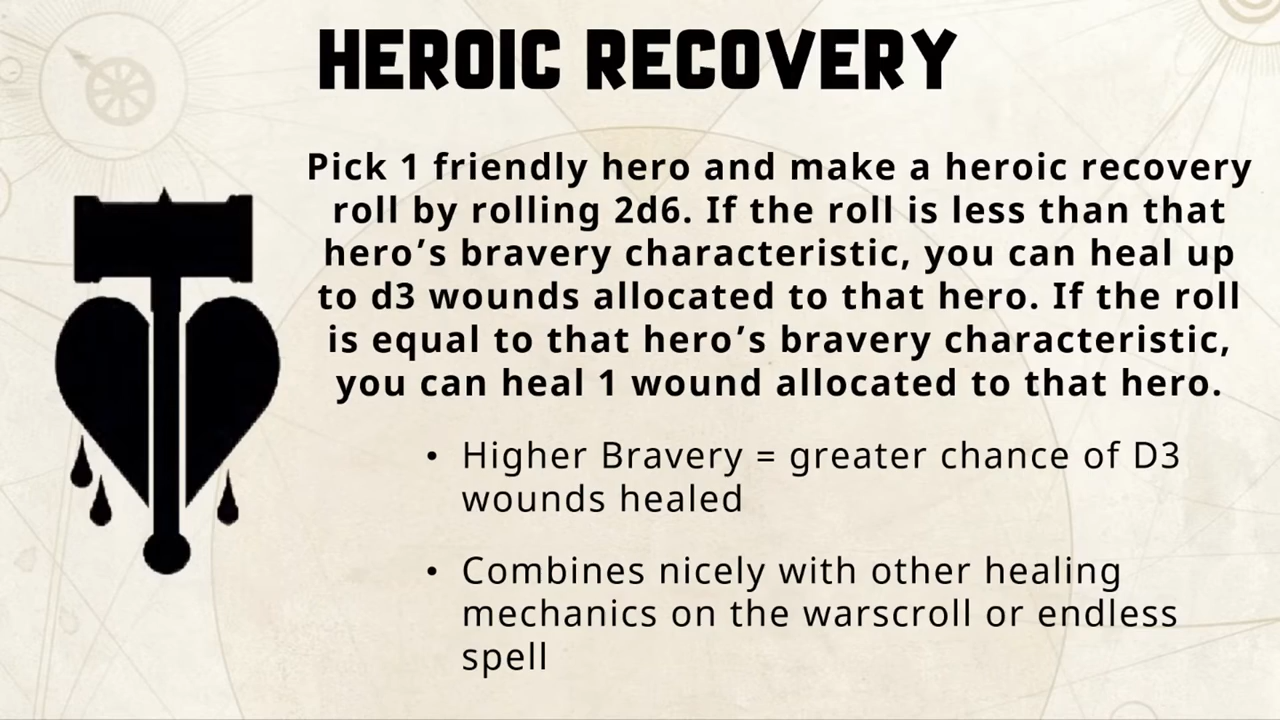 HEROIC RECOVERY
Pick 1 friendly hero and make a heroic recovery
roll by rolling 2d6. If the roll is less than that
hero’s bravery characteristic, you can heal up
to d3 wounds allocated to that hero. If the roll
is equal to that hero’s bravery characteristic,
you can heal 1 wound allocated to that hero.
• Higher Bravery = greater chance of D3
wounds healed
• Combines nicely with other healing
mechanics on the warscroll or endless
spell